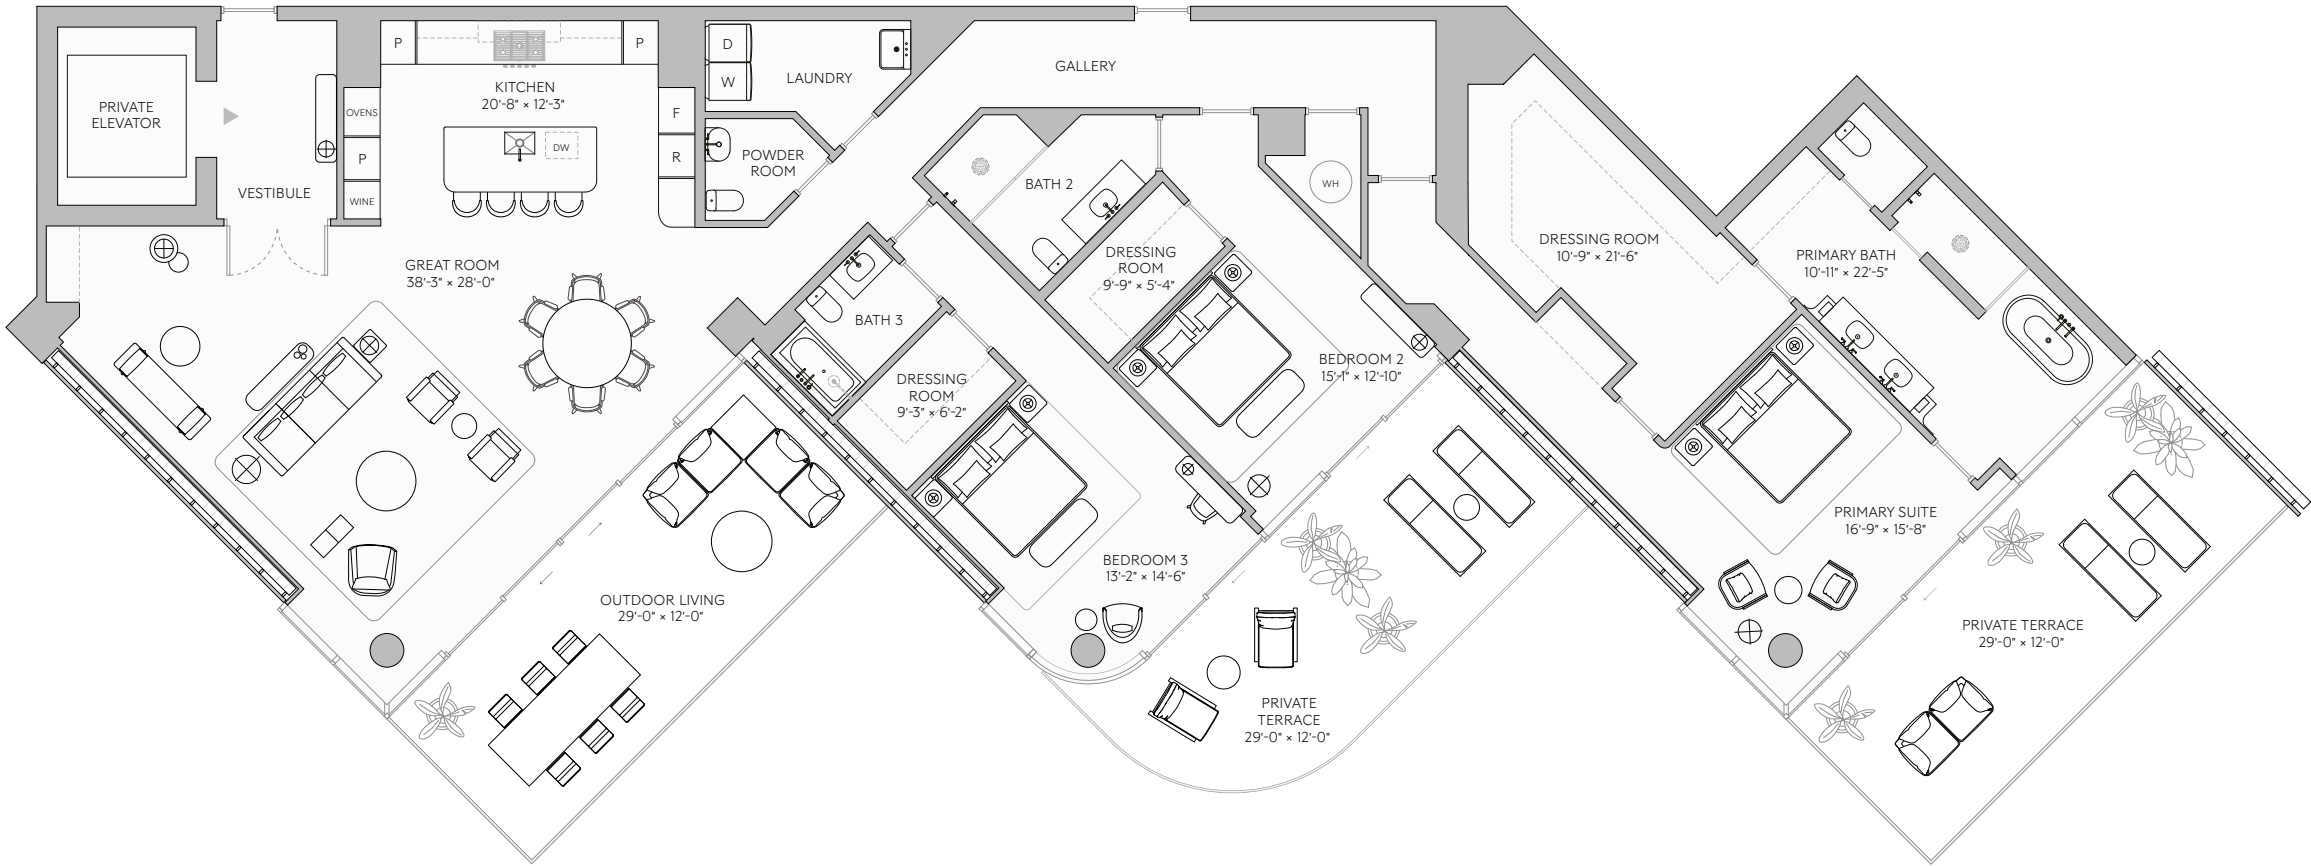 PRIVATE
ELEVATOR
VESTIBULE
P
P
KITCHEN
20'-8" × 12'-3"
OVENS
P
WINE
DW
F
R
D
W
LAUNDRY
POWDER
ROOM
GALLERY
GREAT ROOM
38'-3" × 28'-0"
BATH 2
WH
DRESSING
ROOM
9'-9" × 5'-4"
BATH 3
DRESSING
ROOM
9'-3" × 6'-2"
BEDROOM 2
15'-1" × 12'-10"
DRESSING ROOM
10'-9" × 21'-6"
PRIMARY BATH
10'-11" × 22'-5"
PRIMARY SUITE
16'-9" × 15'-8"
BEDROOM 3
13'-2" × 14'-6"
OUTDOOR LIVING
29'-0" × 12'-0"
PRIVATE
TERRACE
29'-0" × 12'-0"
PRIVATE TERRACE
29'-0" × 12'-0"